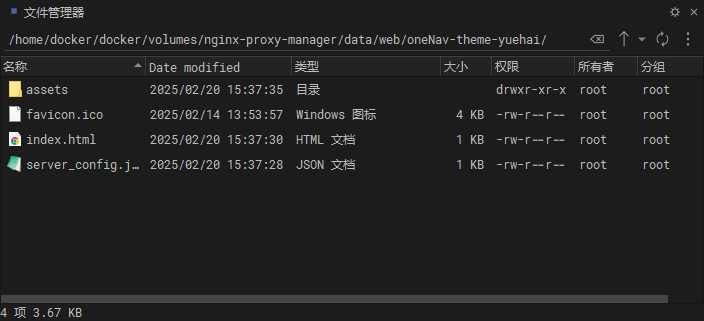 文件管理器
/home/docker/docker/volumes/nginx-proxy-manager/data/web/oneNav-theme-yuehai/
名称 Date modified 类型 大小 权限 所有者 分组
assets 2025/02/20 15:37:35 目录 drwxr-xr-x root root
favicon.ico 2025/02/14 13:53:57 Windows 图标 4 KB -rw-r--r-- root root
index.html 2025/02/20 15:37:30 HTML 文档 1 KB -rw-r--r-- root root
server_config.j… 2025/02/20 15:37:28 JSON 文档 1 KB -rw-r--r-- root root
4 项 3.67 KB